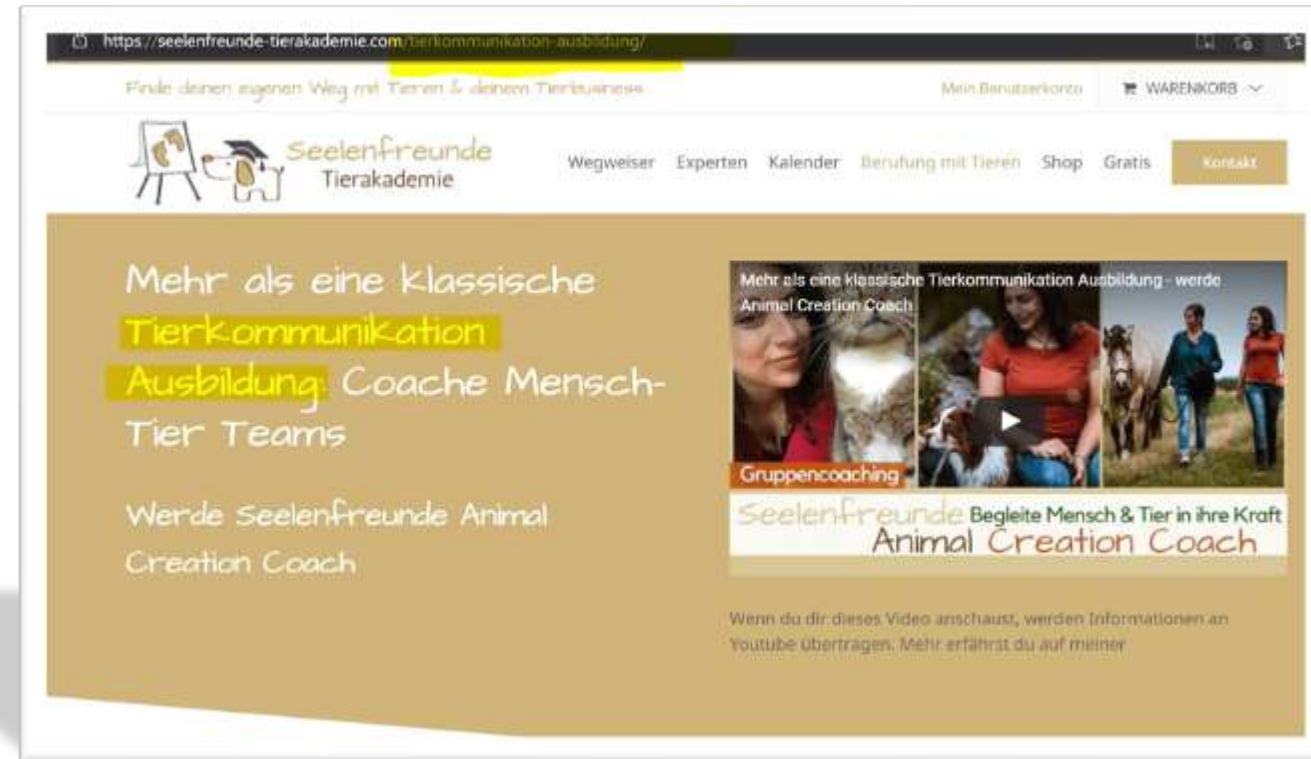 https://seelenfreunde-tierakademie.com/tierkommunikation-ausbildung/
Finde deinen eigenen Weg mit Tieren & deinem Tierbusiness
Mein Benutzerkonto
WARENKORB
Seelenfreunde
Tierakademie
Wegweiser Experten Kalender Berufung mit Tieren Shop Gratis Kontakt
Mehr als eine klassische
Tierkommunikation
Ausbildung: Coache Mensch-
Tier Teams
Werde Seelenfreunde Animal
Creation Coach
Mehr als eine klassische Tierkommunikation Ausbildung - werde
Animal Creation Coach
Gruppencoaching
Seelenfreunde Begleite Mensch & Tier in ihre Kraft
Animal Creation Coach
Wenn du dir dieses Video anschaust, werden Informationen an
Youtube übertragen. Mehr erfährst du auf meiner